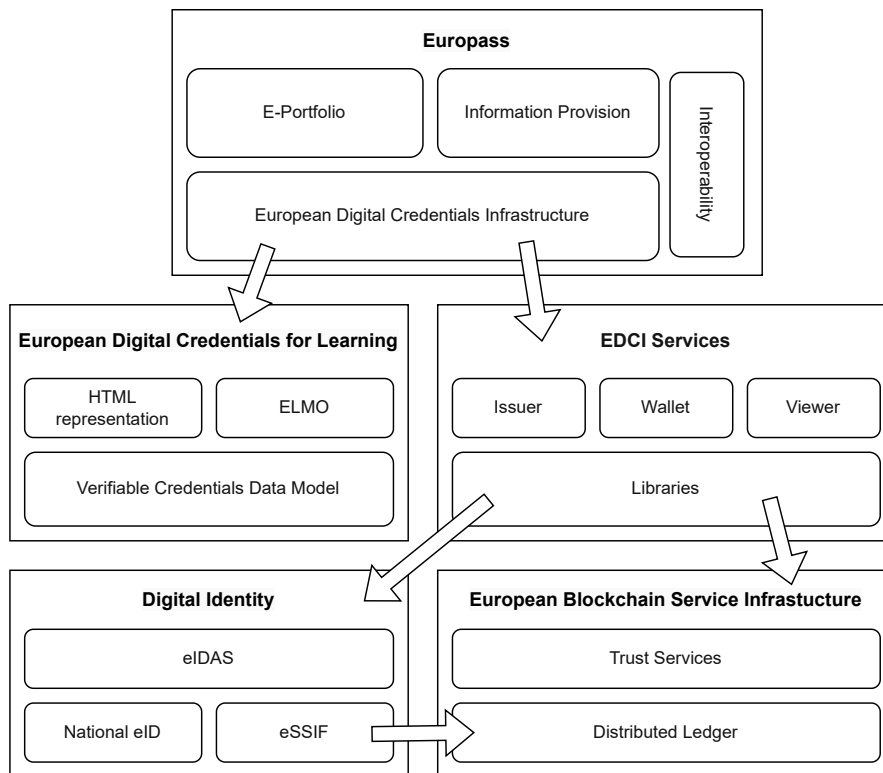 Europass
E-Portfolio
Information Provision
Interoperability
European Digital Credentials Infrastructure
European Digital Credentials for Learning
HTML
representation
ELMO
Verifiable Credentials Data Model
EDCI Services
Issuer
Wallet
Viewer
Libraries
Digital Identity
eIDAS
National eID
eSSIF
European Blockchain Service Infrastucture
Trust Services
Distributed Ledger